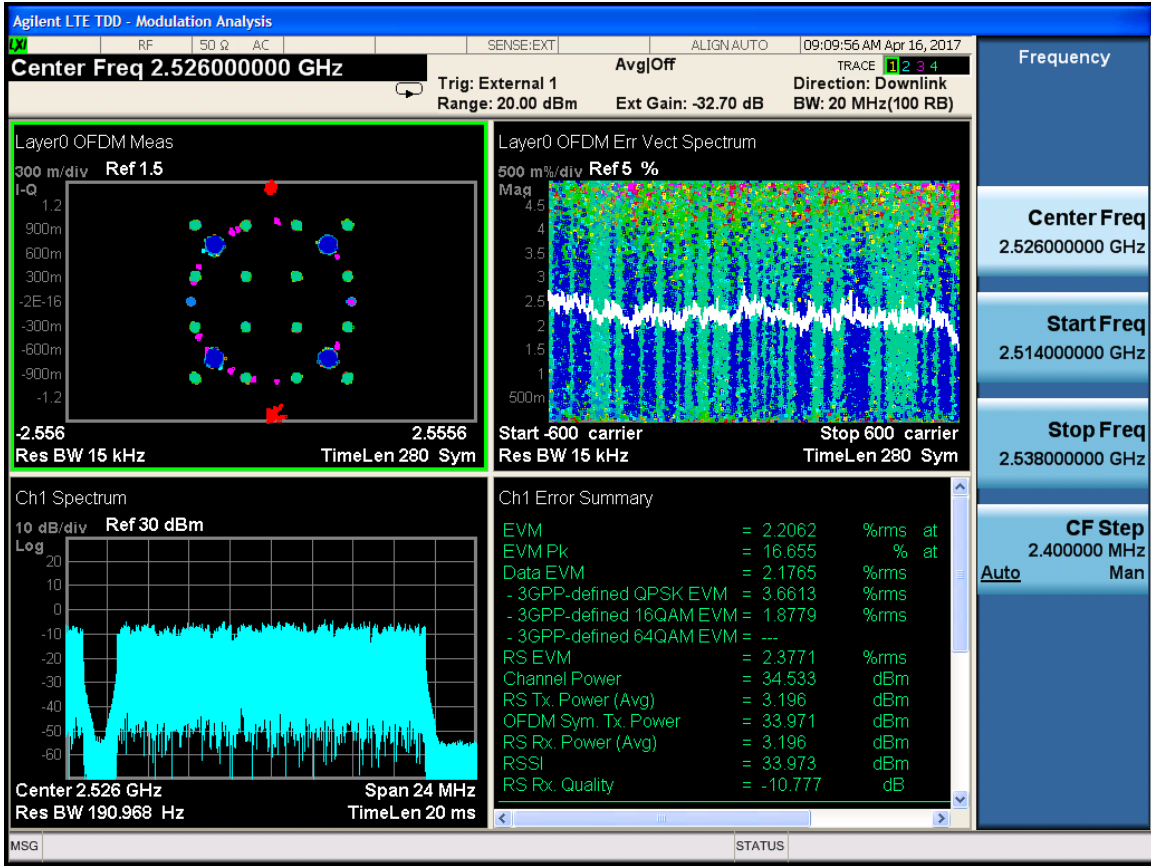 Agilent LTE TDD - Modulation Analysis
LXI RF 50 Ω AC SENSE:EXT ALIGN AUTO 09:09:56 AM Apr 16, 2017
Center Freq 2.526000000 GHz
Avg|Off
TRACE 1 2 3 4
Trig: External 1
Direction: Downlink
Range: 20.00 dBm Ext Gain: -32.70 dB BW: 20 MHz(100 RB)
Layer0 OFDM Meas
300 m/div Ref 1.5
I-Q
1.2
900m
600m
300m
-2E-16
-300m
-600m
-900m
-1.2
-2.556 2.5556
Res BW 15 kHz TimeLen 280 Sym
Layer0 OFDM Err Vect Spectrum
500 m%/div Ref 5 %
Mag
4.5
4
3.5
3
2.5
2
1.5
1
500m
Start -600 carrier Stop 600 carrier
Res BW 15 kHz TimeLen 280 Sym
Ch1 Spectrum
10 dB/div Ref 30 dBm
Log
20
10
0
-10
-20
-30
-40
-50
-60
Center 2.526 GHz Span 24 MHz
Res BW 190.968 Hz TimeLen 20 ms
Ch1 Error Summary
EVM = 2.2062 %rms at
EVM Pk = 16.655 % at
Data EVM = 2.1765 %rms
- 3GPP-defined QPSK EVM = 3.6613 %rms
- 3GPP-defined 16QAM EVM = 1.8779 %rms
- 3GPP-defined 64QAM EVM = ---
RS EVM = 2.3771 %rms
Channel Power = 34.533 dBm
RS Tx. Power (Avg) = 3.196 dBm
OFDM Sym. Tx. Power = 33.971 dBm
RS Rx. Power (Avg) = 3.196 dBm
RSSI = 33.973 dBm
RS Rx. Quality = -10.777 dB
Frequency
Center Freq
2.526000000 GHz
Start Freq
2.514000000 GHz
Stop Freq
2.538000000 GHz
CF Step
2.400000 MHz
Auto Man
MSG STATUS